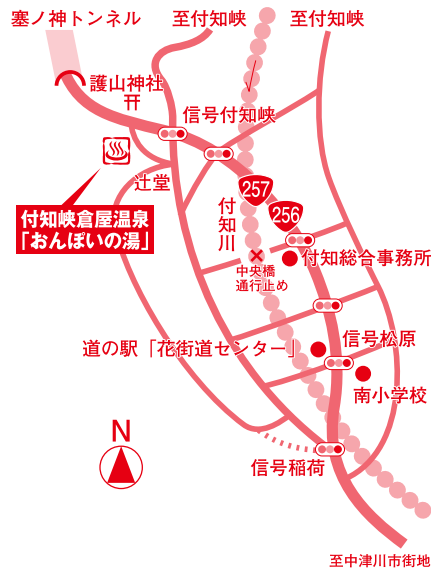 塞ノ神トンネル
至付知峡
至付知峡
護山神社
信号付知峡
辻堂
257
256
付知川
付知峡倉屋温泉
「おんぽいの湯」
付知総合事務所
中央橋
通行止め
道の駅「花街道センター」
信号松原
南小学校
N
信号稲荷
至中津川市街地